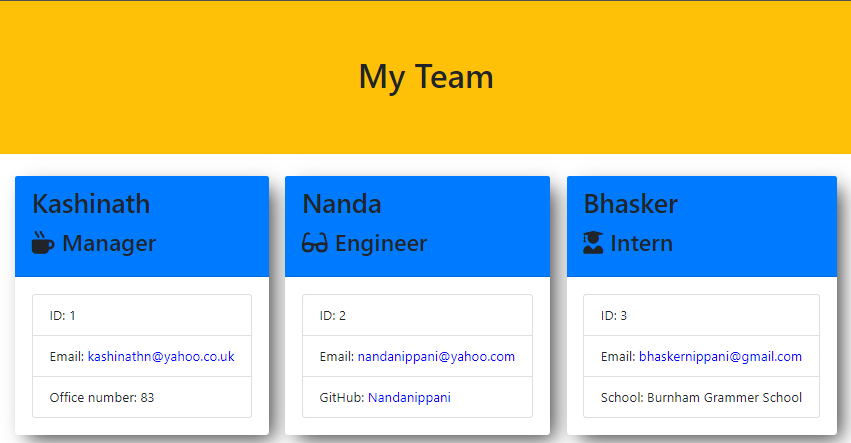 My Team
Kashinath
Manager
ID: 1
Email: kashinathn@yahoo.co.uk
Office number: 83
Nanda
Engineer
ID: 2
Email: nandanippani@yahoo.com
GitHub: Nandanippani
Bhasker
Intern
ID: 3
Email: bhaskernippani@gmail.com
School: Burnham Grammer School